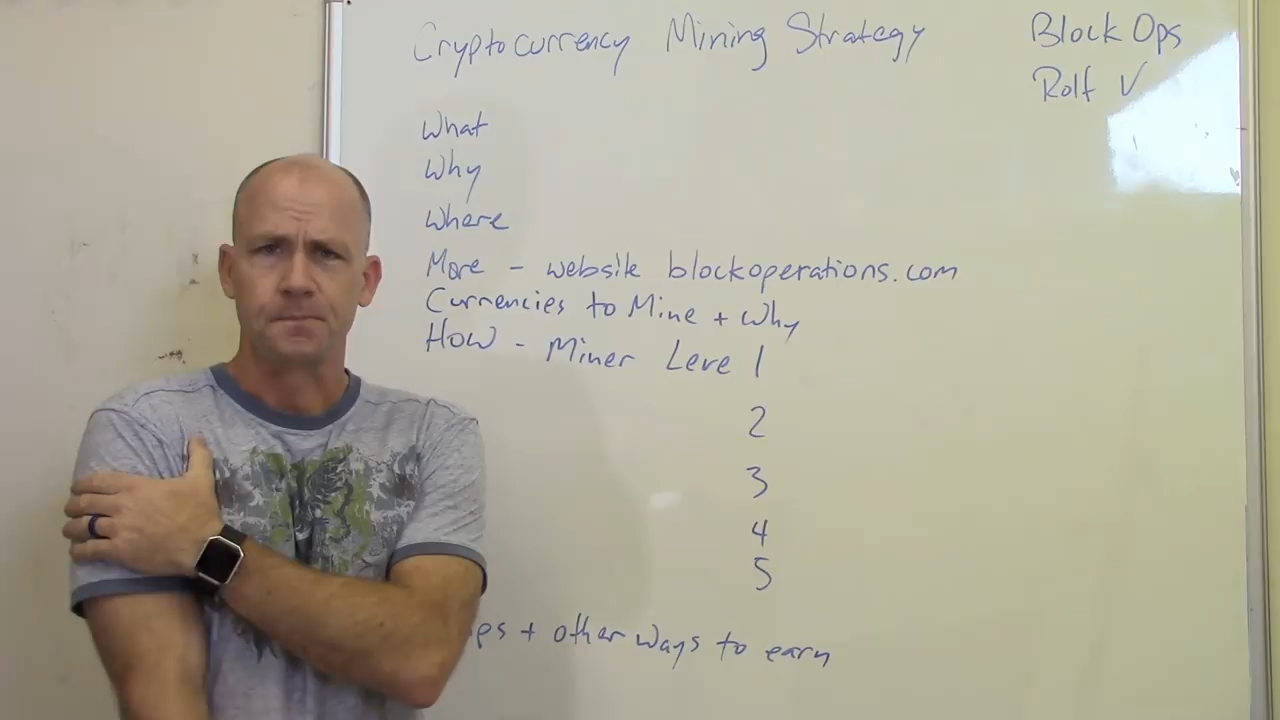 Cryptocurrency Mining Strategy
Block Ops
Rolf V
What
Why
Where
More - website blockoperations.com
Currencies to Mine + Why
How - Miner Level 1
2
3
4
5
+ other ways to earn